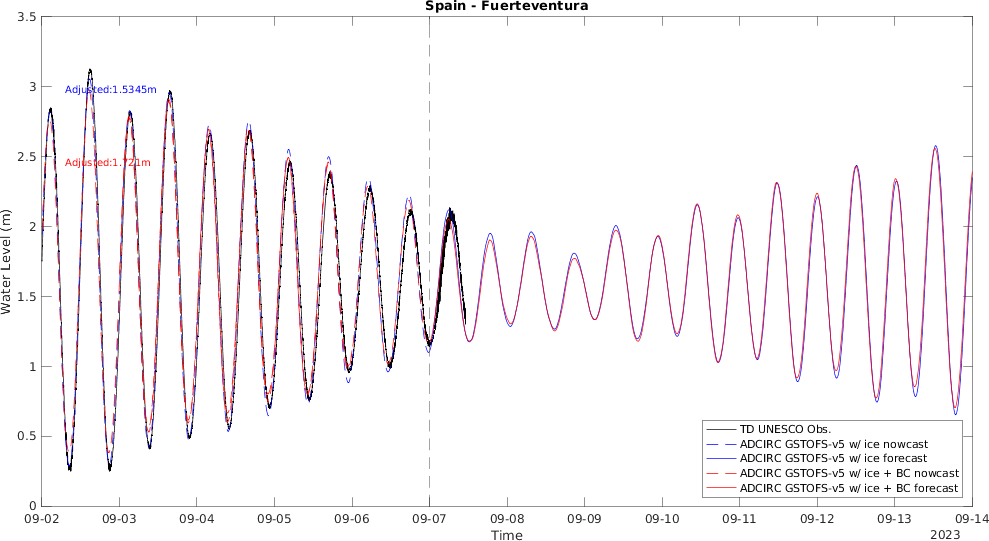 Spain - Fuerteventura
3.5
3
2.5
2
1.5
1
0.5
0
Water Level (m)
Adjusted:1.5345m
Adjusted:1.721m
TD UNESCO Obs.
ADCIRC GSTOFS-v5 w/ ice nowcast
ADCIRC GSTOFS-v5 w/ ice forecast
ADCIRC GSTOFS-v5 w/ ice + BC nowcast
ADCIRC GSTOFS-v5 w/ ice + BC forecast
09-02 09-03 09-04 09-05 09-06 09-07 09-08 09-09 09-10 09-11 09-12 09-13 09-14
Time
2023